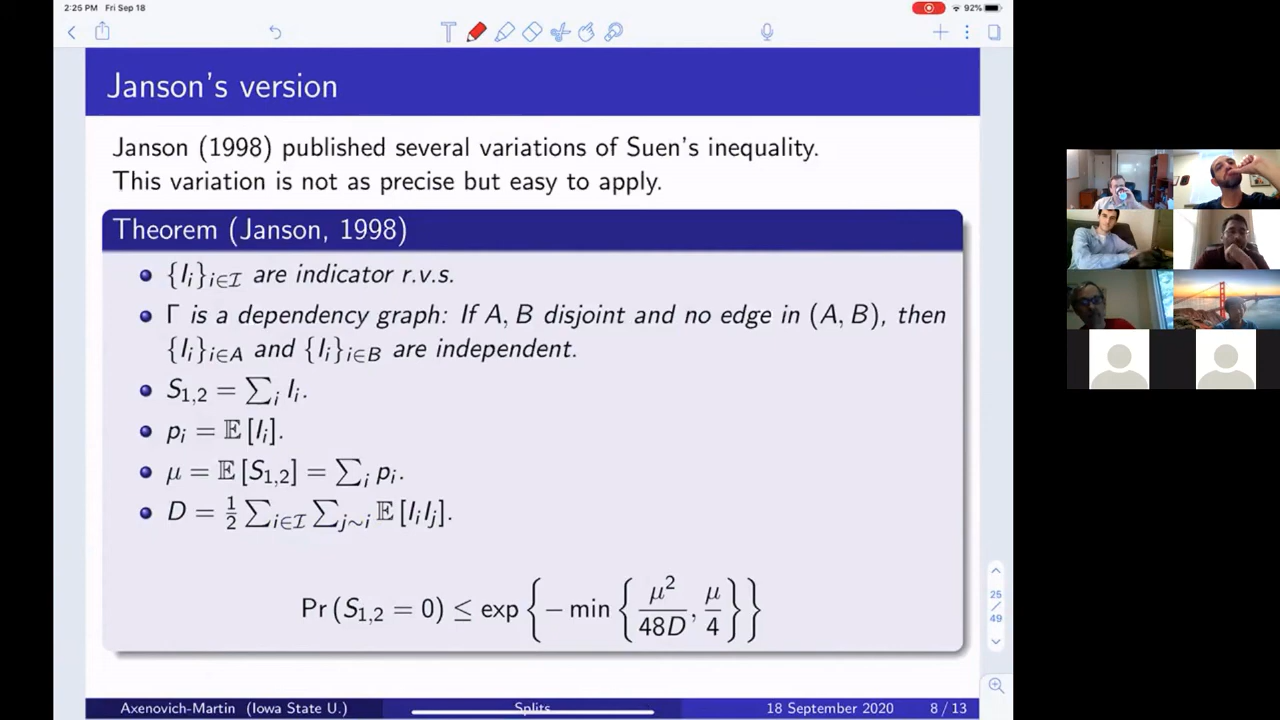 2:25 PM Fri Sep 18
92%
Janson's version
Janson (1998) published several variations of Suen's inequality.
This variation is not as precise but easy to apply.
Theorem (Janson, 1998)
{I_i}_{i∈ℐ} are indicator r.v.s.
Γ is a dependency graph: If A, B disjoint and no edge in (A, B), then
{I_i}_{i∈A} and {I_i}_{i∈B} are independent.
S_{1,2} = ∑_i I_i.
p_i = 𝔼 [I_i].
μ = 𝔼 [S_{1,2}] = ∑_i p_i.
D = 1/2 ∑_{i∈ℐ} ∑_{j∼i} 𝔼 [I_i I_j].
Pr (S_{1,2} = 0) ≤ exp { − min { μ²/48D , μ/4 } }
25
/
49
Axenovich-Martin (Iowa State U.) Splits 18 September 2020 8 / 13